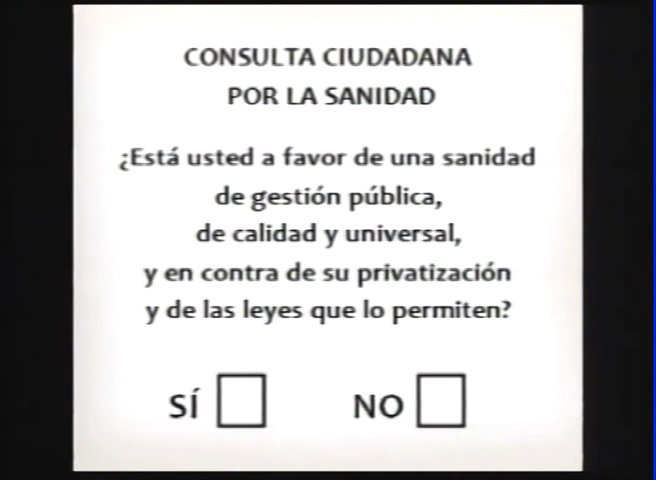 CONSULTA CIUDADANA
POR LA SANIDAD
¿Está usted a favor de una sanidad
de gestión pública,
de calidad y universal,
y en contra de su privatización
y de las leyes que lo permiten?
SÍ NO